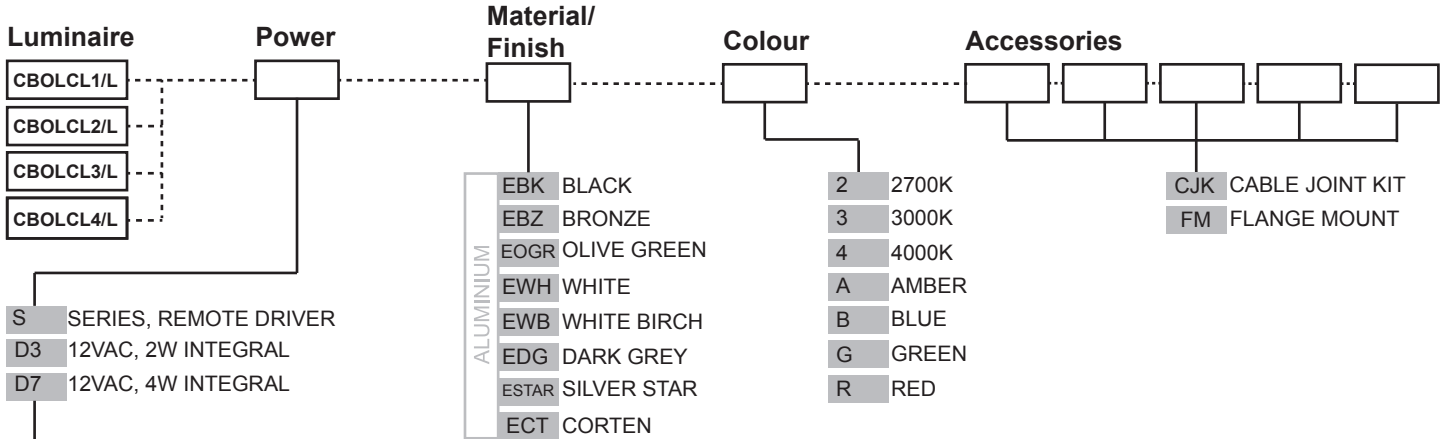 Luminaire
Power
Material/
Finish
Colour
Accessories
CBOLCL1/L
CBOLCL2/L
CBOLCL3/L
CBOLCL4/L
S SERIES, REMOTE DRIVER
D3 12VAC, 2W INTEGRAL
D7 12VAC, 4W INTEGRAL
ALUMINIUM
EBK BLACK
EBZ BRONZE
EOGR OLIVE GREEN
EWH WHITE
EWB WHITE BIRCH
EDG DARK GREY
ESTAR SILVER STAR
ECT CORTEN
2 2700K
3 3000K
4 4000K
A AMBER
B BLUE
G GREEN
R RED
CJK CABLE JOINT KIT
FM FLANGE MOUNT